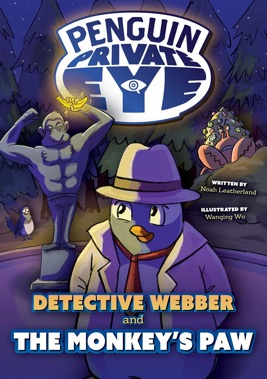 PENGUIN
PRIVATE
EYE
WRITTEN BY
Noah Leatherland
ILLUSTRATED BY
Wanqing Wu
DETECTIVE WEBBER
and
THE MONKEY'S PAW